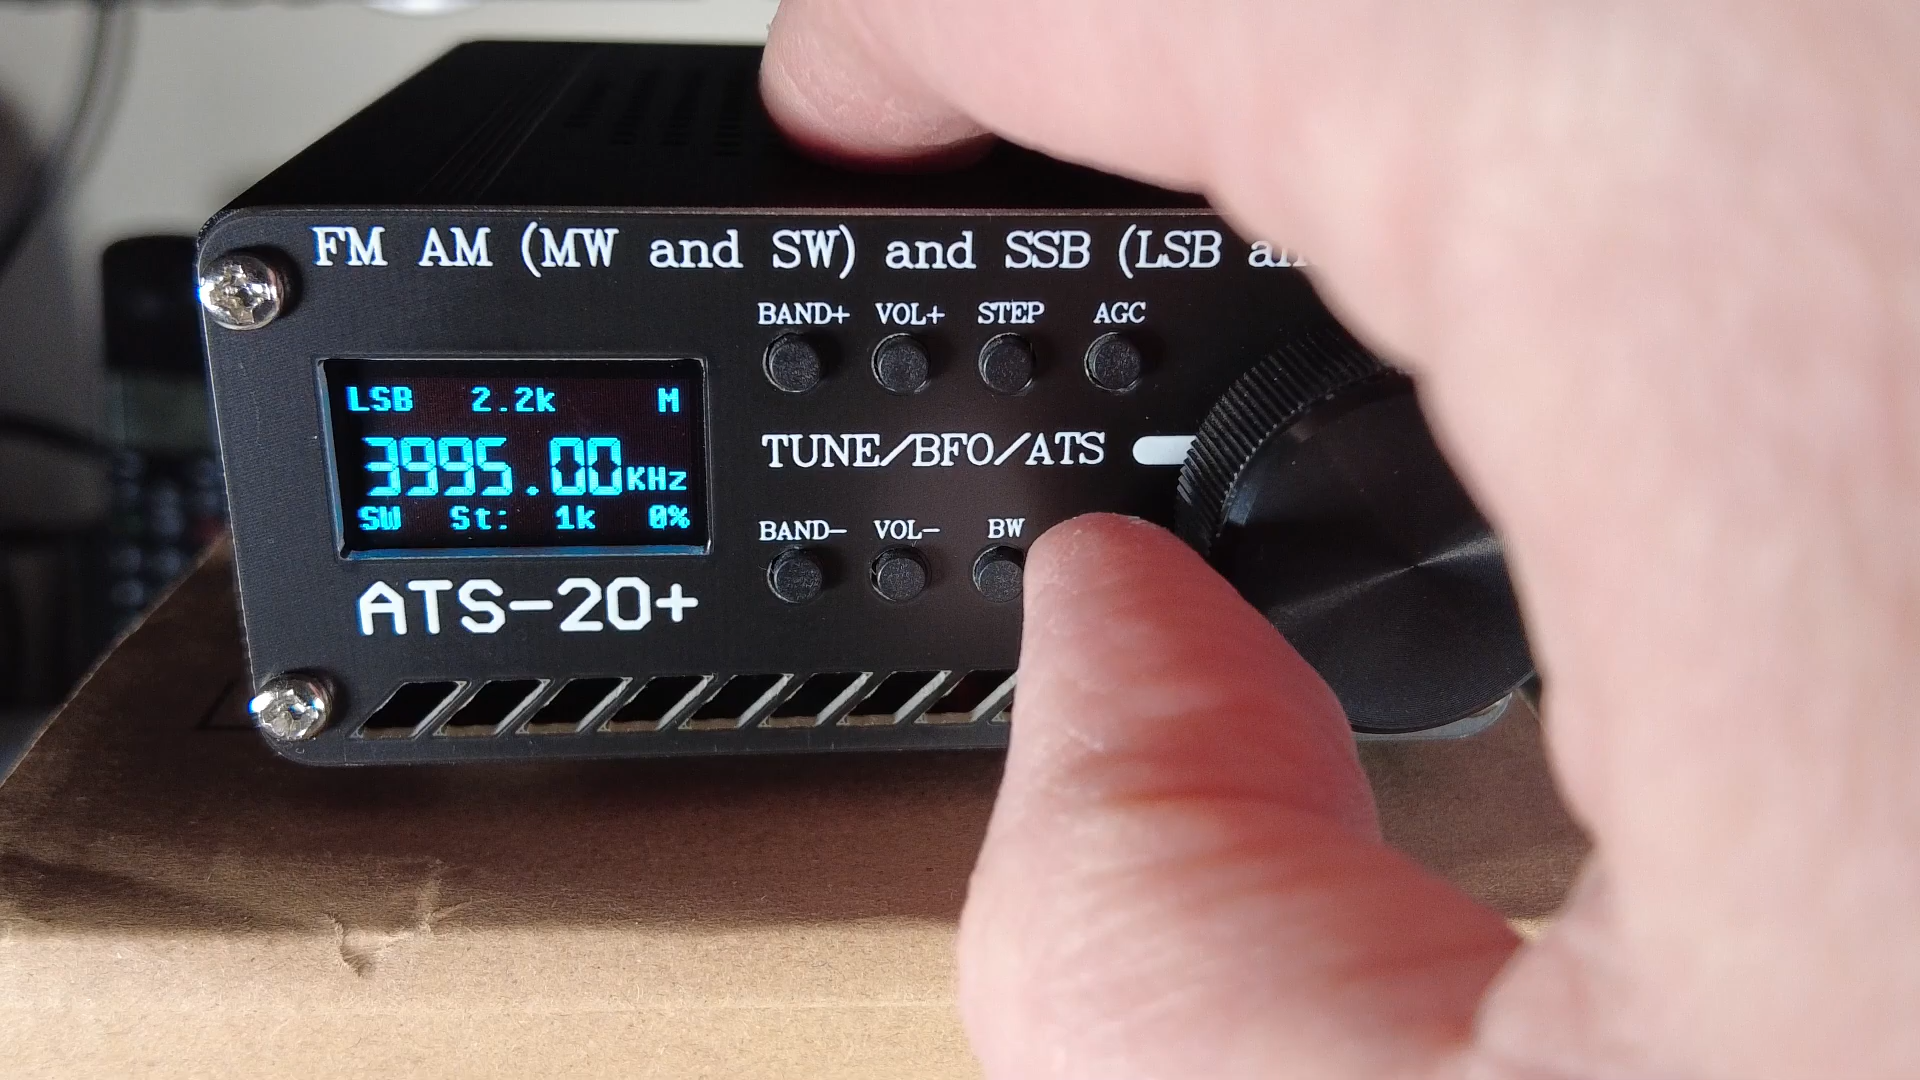 FM AM (MW and SW) and SSB (LSB
BAND+ VOL+ STEP AGC
LSB 2.2k M
3995.00KHz
SW St: 1k 0%
TUNE/BFO/ATS
BAND- VOL- BW
ATS-20+